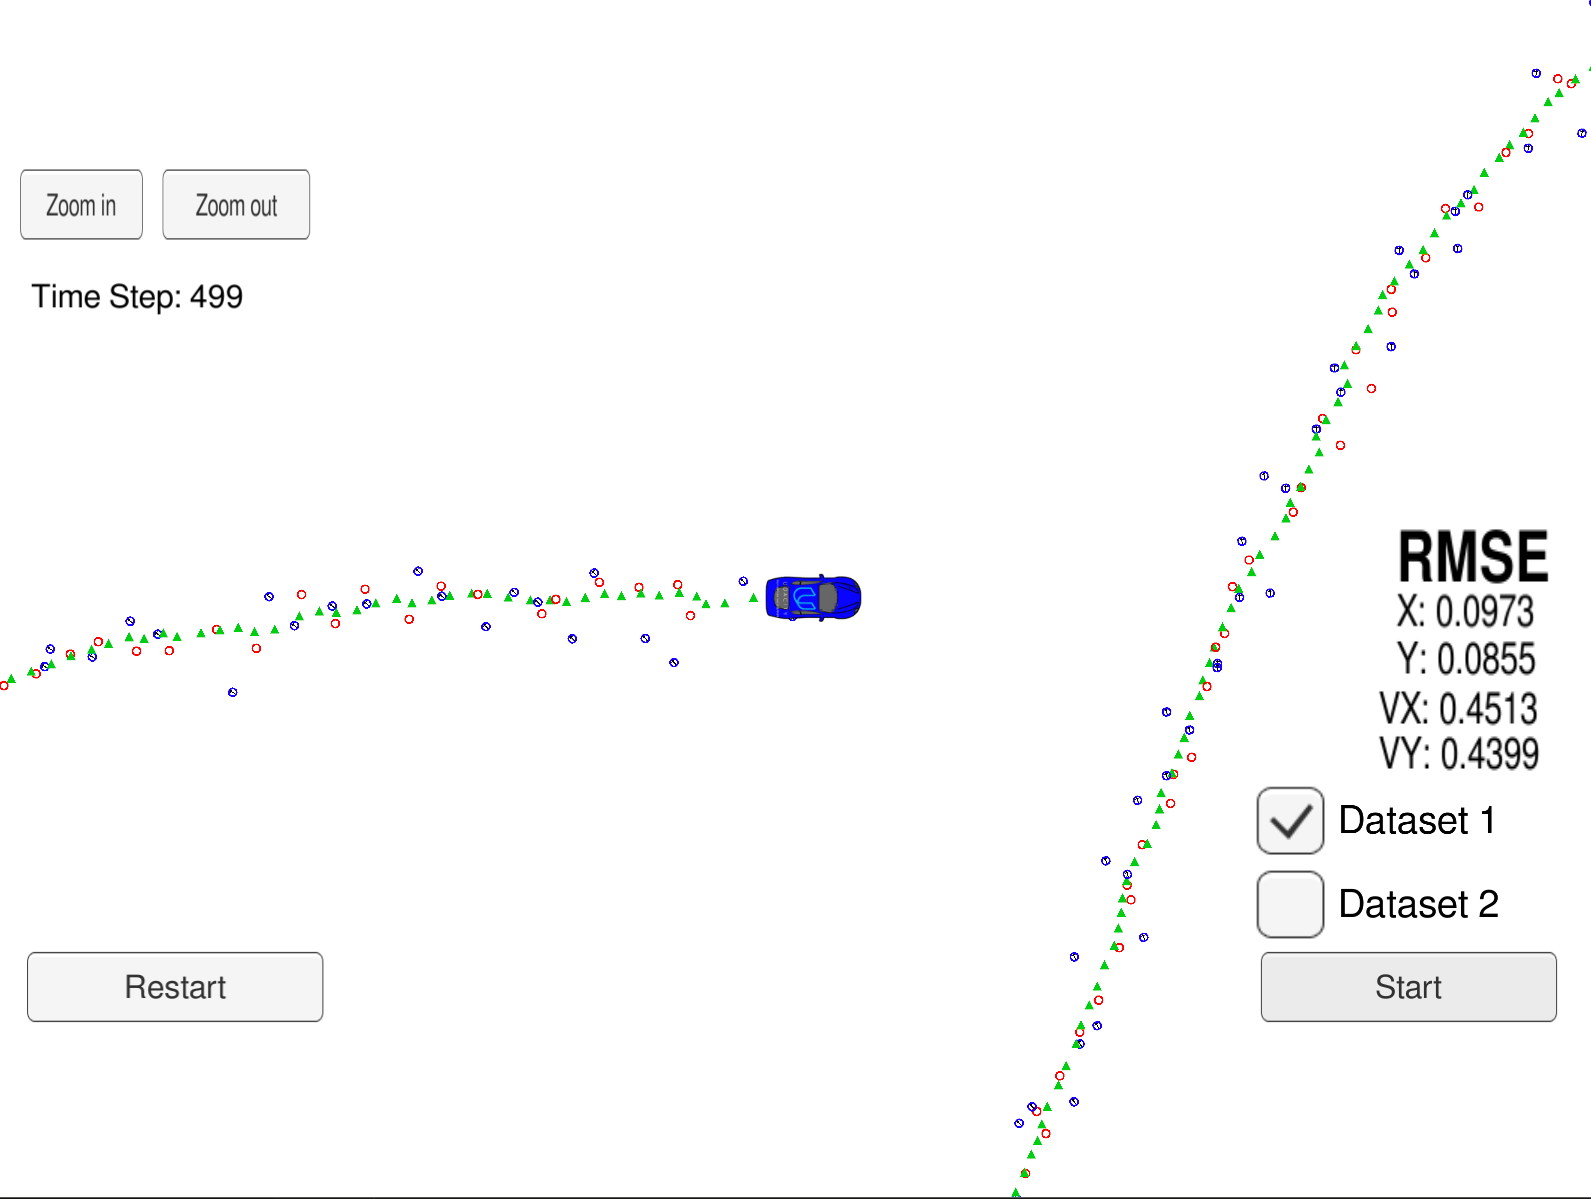 Zoom in
Zoom out
Time Step: 499
RMSE
X: 0.0973
Y: 0.0855
VX: 0.4513
VY: 0.4399
Dataset 1
Dataset 2
Restart
Start